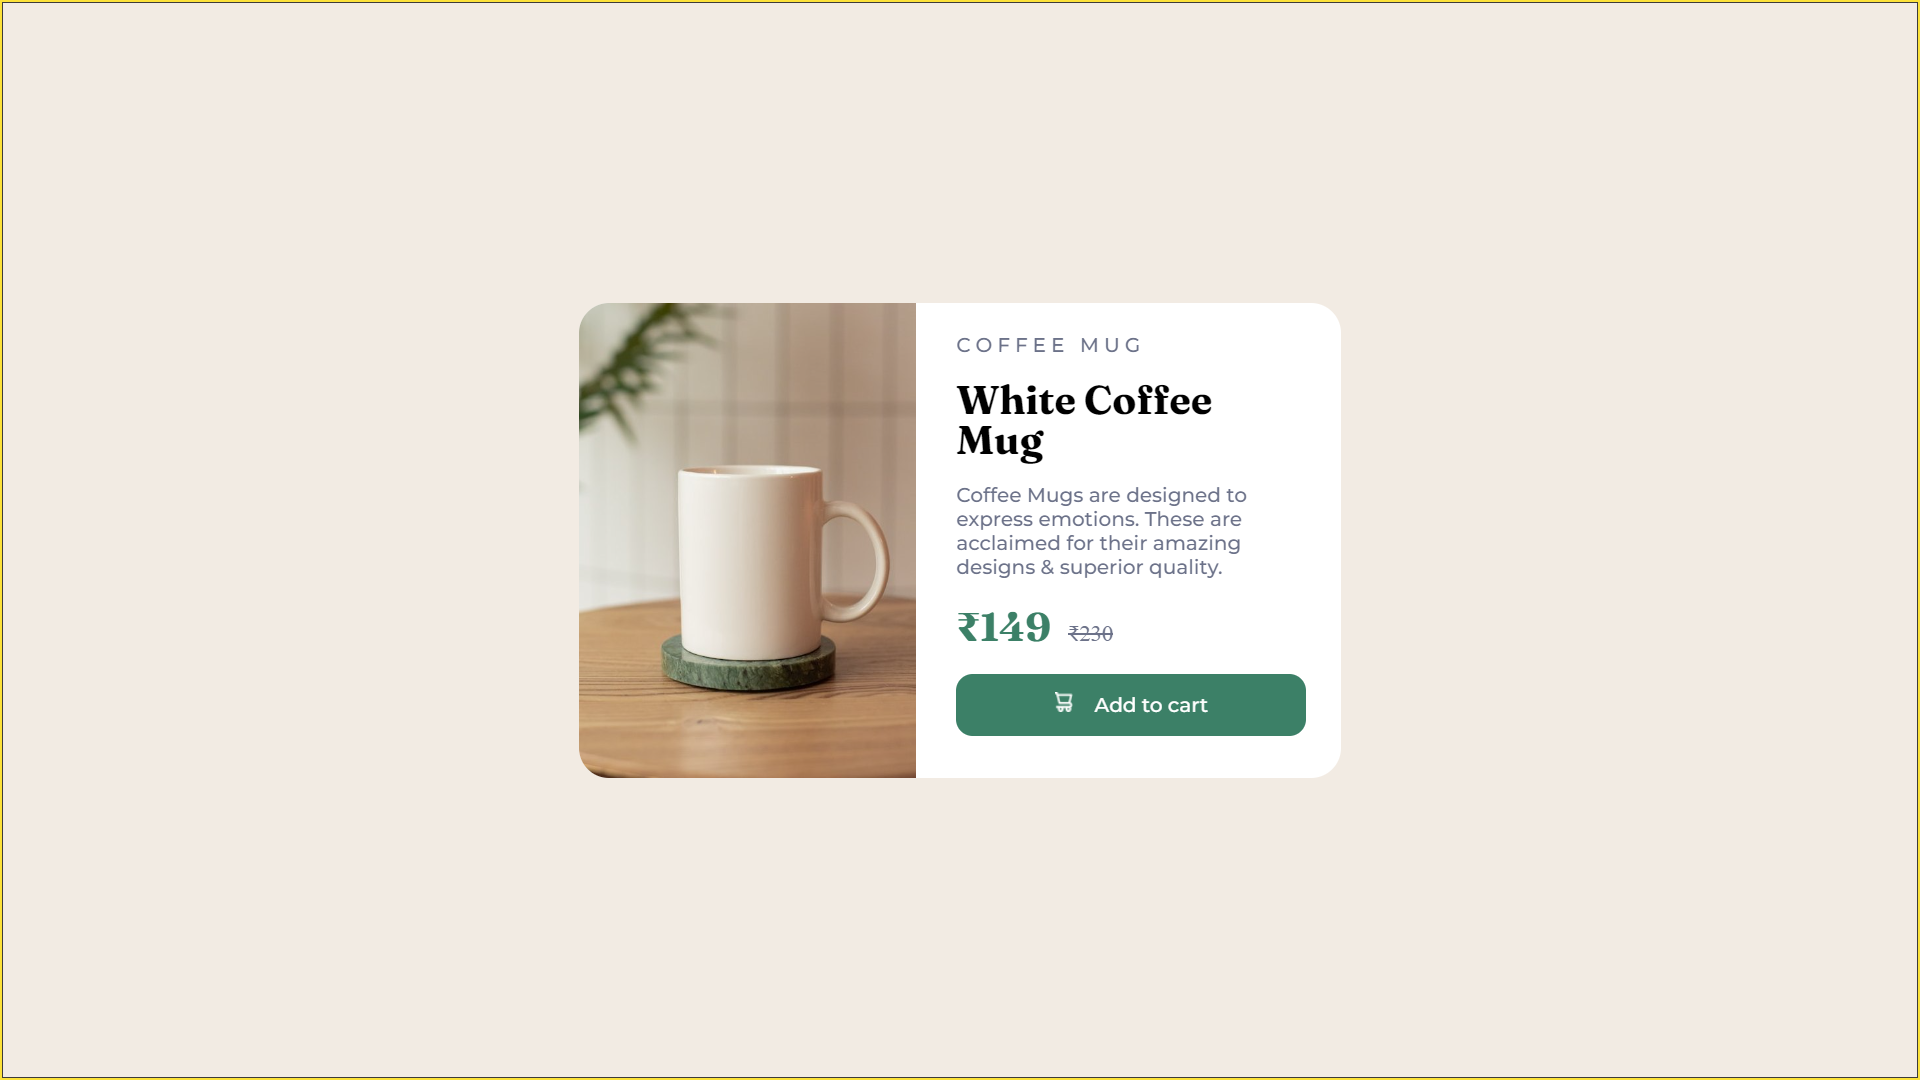 COFFEE MUG
White Coffee
Mug
Coffee Mugs are designed to
express emotions. These are
acclaimed for their amazing
designs & superior quality.
₹149 ₹230
Add to cart